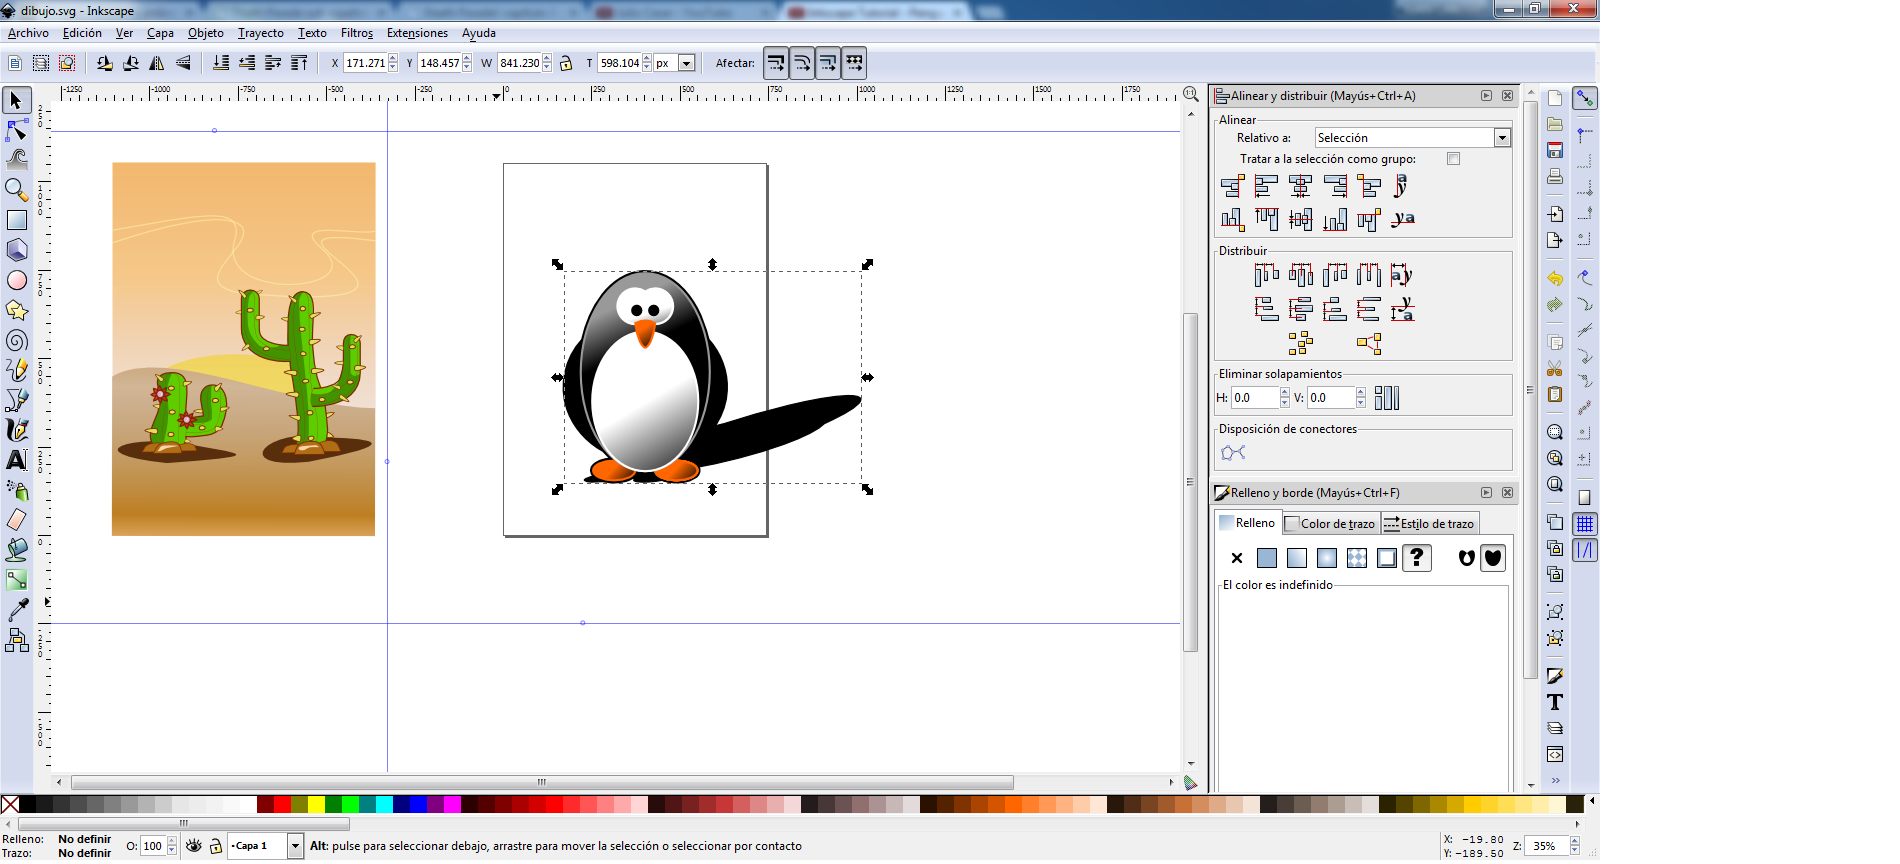 dibujo.svg - Inkscape
Archivo Edición Ver Capa Objeto Trayecto Texto Filtros Extensiones Ayuda
X 171.271 Y 148.457 W 841.230 T 598.104 px Afectar:
-1250 -1000 -750 -500 -250 0 250 500 750 1000 1250 1500 1750
Alinear y distribuir (Mayús+Ctrl+A)
Alinear
Relativo a: Selección
Tratar a la selección como grupo:
Distribuir
Eliminar solapamientos
H: 0.0 V: 0.0
Disposición de conectores
Relleno y borde (Mayús+Ctrl+F)
Relleno Color de trazo Estilo de trazo
El color es indefinido
Relleno: No definir
Trazo: No definir
O: 100
•Capa 1
Alt: pulse para seleccionar debajo, arrastre para mover la selección o seleccionar por contacto
X: -19.80
Y: -189.50
Z: 35%